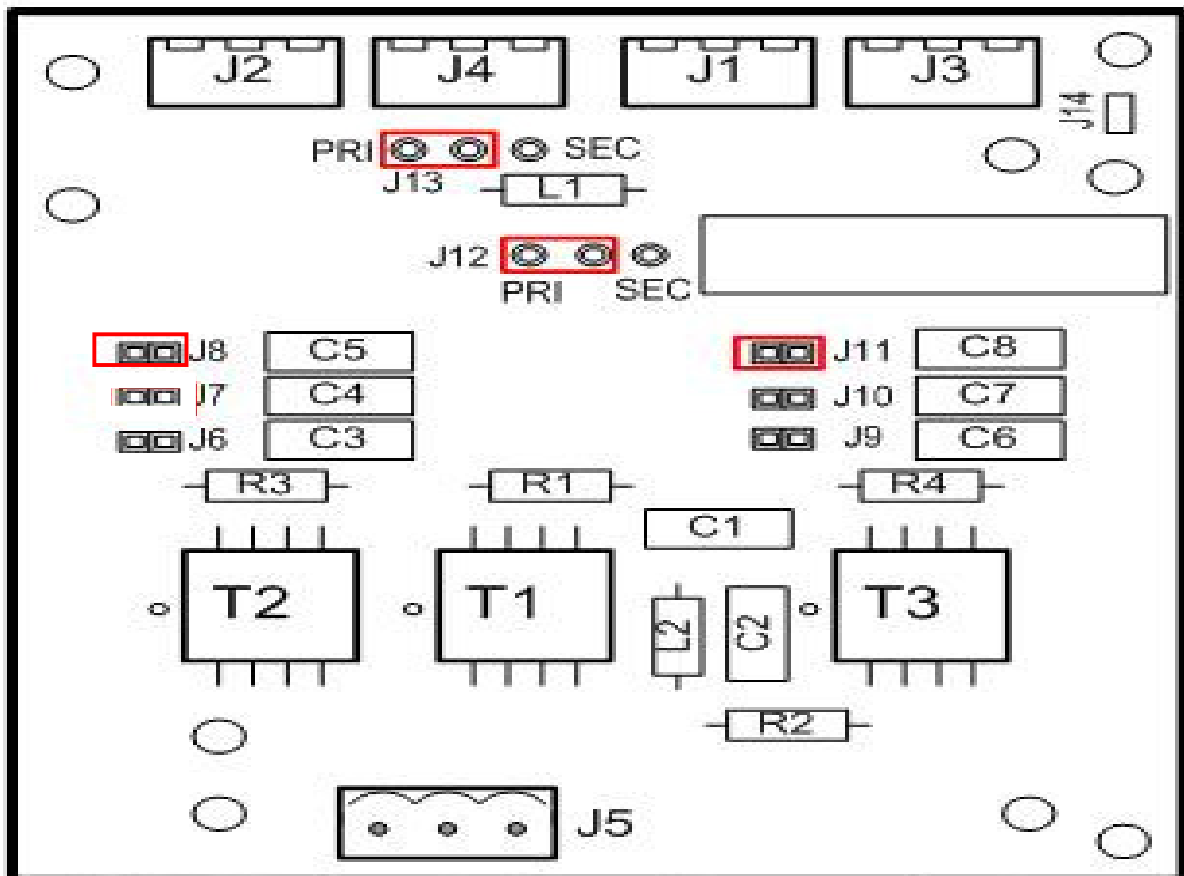 J2 J4 J1 J3
J14
PRI SEC
J13
L1
J12
PRI SEC
J8 C5 J11 C8
J7 C4 J10 C7
J6 C3 J9 C6
R3 R1 R4
C1
T2 T1 L2 C2 T3
R2
J5